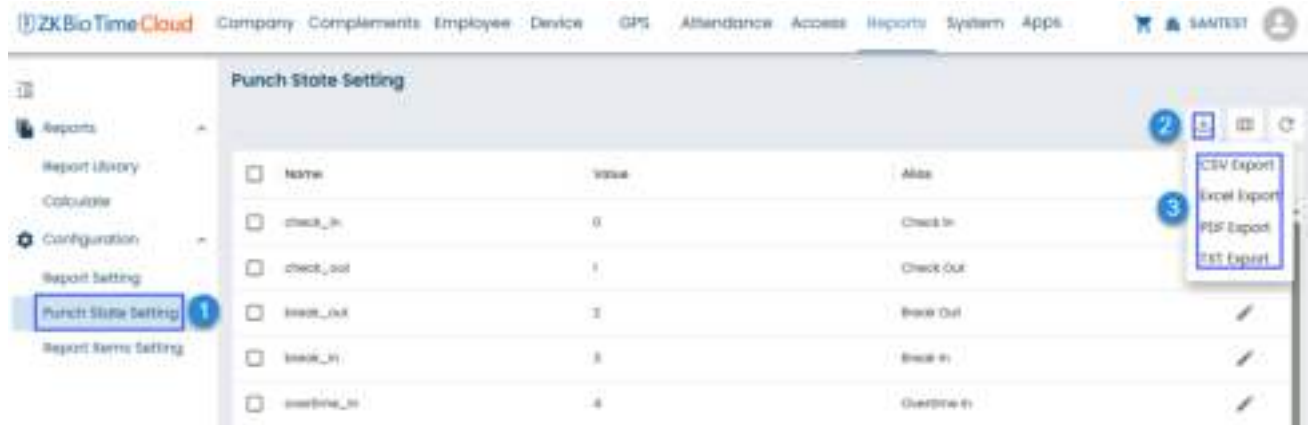 ZKBio Time Cloud Company Complements Employee Device GPS Attendance Access Reports System Apps SANTEST
Punch State Setting
Reports
Report Library
Calculate
Configuration
Report Setting
Punch State Setting 1
Report Items Setting
2
CSV Export
Excel Export
3
PDF Export
TXT Export
Name Value Alias
check_in 0 Check In
check_out 1 Check Out
break_out 2 Break Out
break_in 3 Break In
overtime_in 4 Overtime In